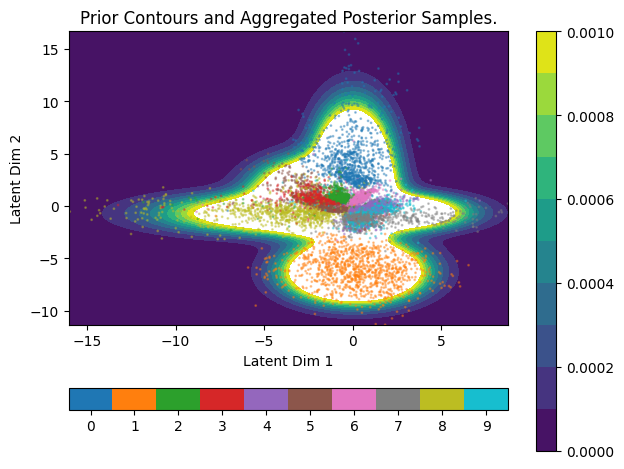 Prior Contours and Aggregated Posterior Samples.
15
10
5
0
−5
−10
Latent Dim 2
−15 −10 −5 0 5
Latent Dim 1
0.0010
0.0008
0.0006
0.0004
0.0002
0.0000
0 1 2 3 4 5 6 7 8 9